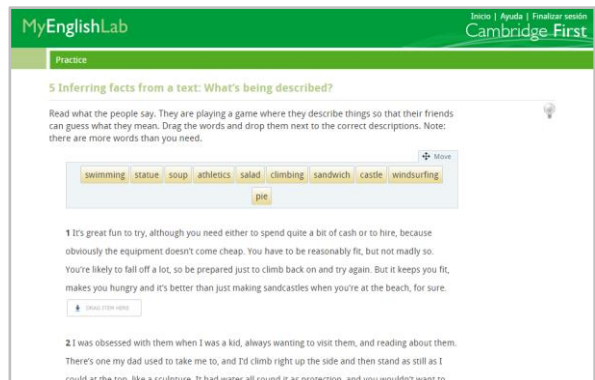 Inicio | Ayuda | Finalizar sesión
MyEnglishLab
Cambridge First
Practice
5 Inferring facts from a text: What's being described?
Read what the people say. They are playing a game where they describe things so that their friends
can guess what they mean. Drag the words and drop them next to the correct descriptions. Note:
there are more words than you need.
Move
swimming statue soup athletics salad climbing sandwich castle windsurfing
pie
1 It's great fun to try, although you need either to spend quite a bit of cash or to hire, because
obviously the equipment doesn't come cheap. You have to be reasonably fit, but not madly so.
You're likely to fall off a lot, so be prepared just to climb back on and try again. But it keeps you fit,
makes you hungry and it's better than just making sandcastles when you're at the beach, for sure.
DRAG ITEM HERE
2 I was obsessed with them when I was a kid, always wanting to visit them, and reading about them.
There's one my dad used to take me to, and I'd climb right up the side and then stand as still as I
could at the top, like a sculpture. It had water all round it as protection, and you wouldn't want to